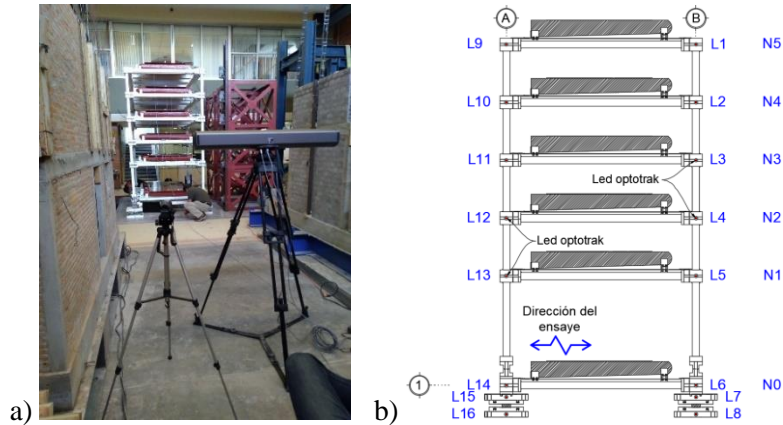 A B
L9 L1 N5
L10 L2 N4
L11 L3 N3
Led optotrak
L12 L4 N2
Led optotrak
L13 L5 N1
Dirección del
ensaye
1 L14 L6 N0
L15 L7
L16 L8
a) b)